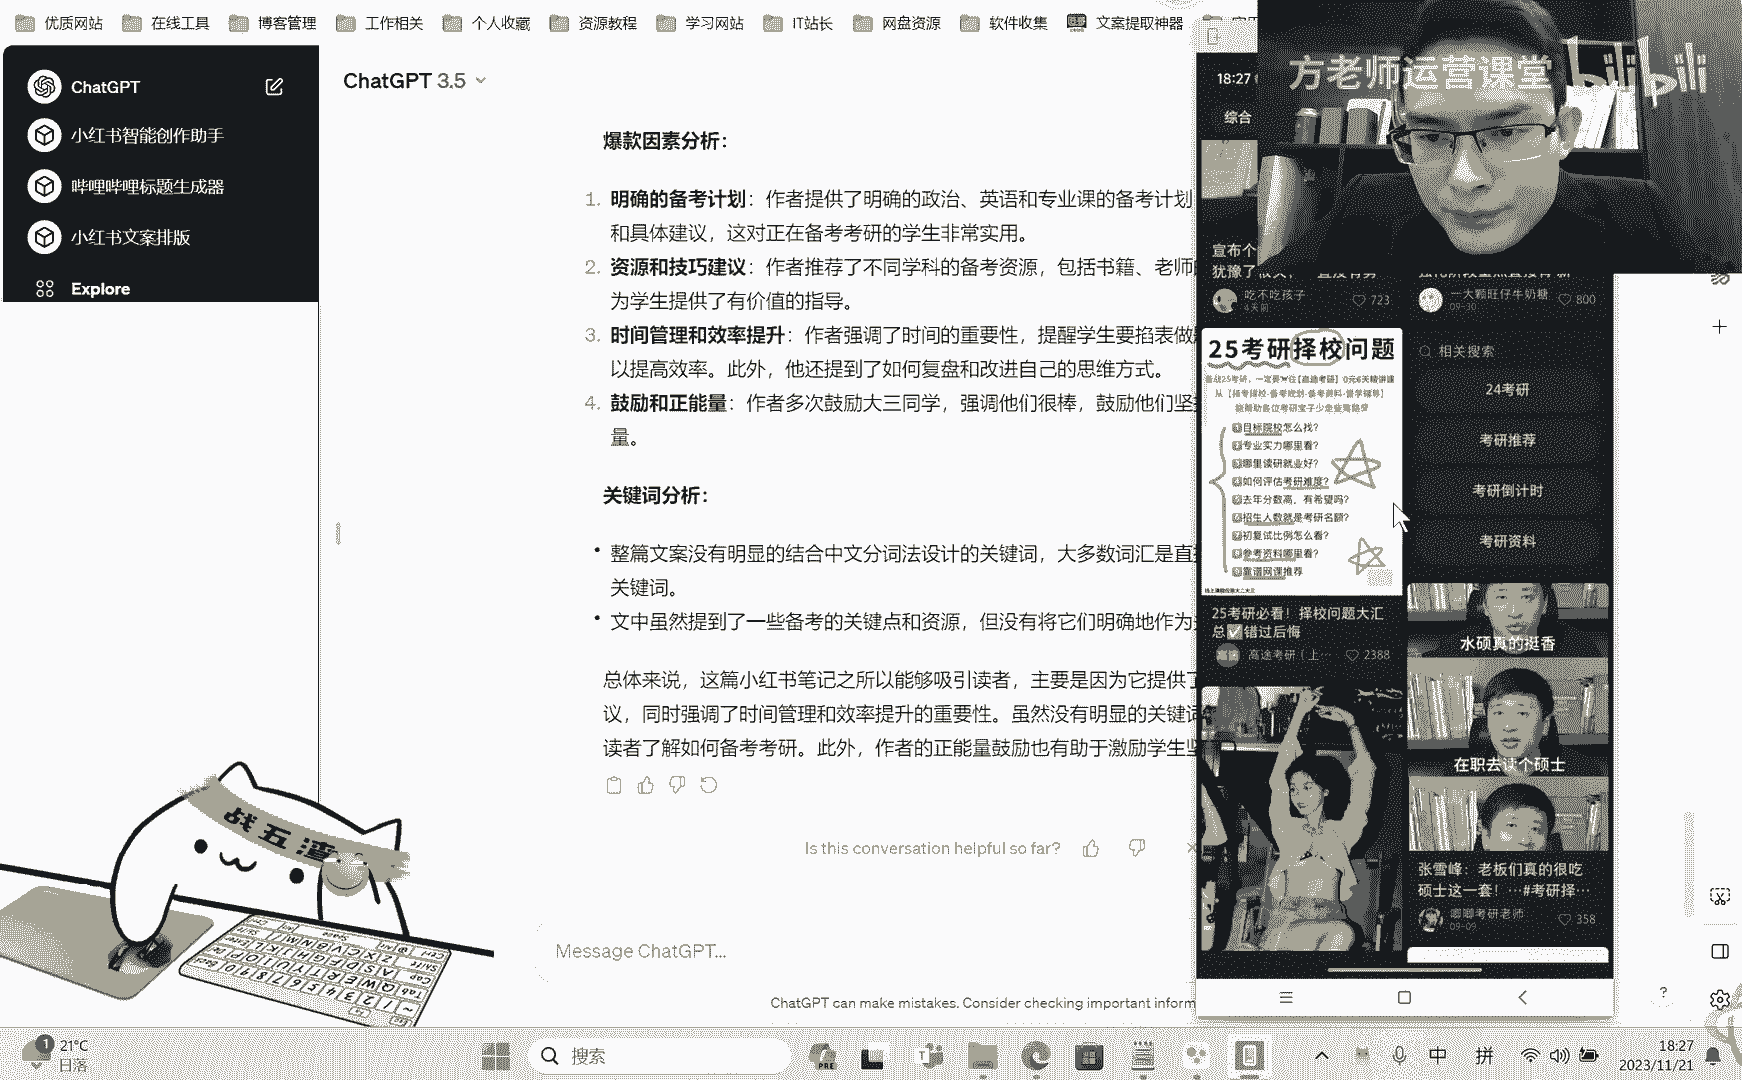 优质网站 在线工具 博客管理 工作相关 个人收藏 资源教程 学习网站 IT站长 网盘资源 软件收集 文案提取神器
方老师运营课堂 bilibili
ChatGPT
小红书智能创作助手
哔哩哔哩标题生成器
小红书文案排版
Explore
ChatGPT 3.5
爆款因素分析：
1. 明确的备考计划：作者提供了明确的政治、英语和专业课的备考计划
和具体建议，这对正在备考考研的学生非常实用。
2. 资源和技巧建议：作者推荐了不同学科的备考资源，包括书籍、老师
为学生提供了有价值的指导。
3. 时间管理和效率提升：作者强调了时间的重要性，提醒学生要掐表做
以提高效率。此外，他还提到了如何复盘和改进自己的思维方式。
4. 鼓励和正能量：作者多次鼓励大三同学，强调他们很棒，鼓励他们坚
量。
关键词分析：
• 整篇文案没有明显的结合中文分词法设计的关键词，大多数词汇是直
关键词。
• 文中虽然提到了一些备考的关键点和资源，但没有将它们明确地作为
总体来说，这篇小红书笔记之所以能够吸引读者，主要是因为它提供了
议，同时强调了时间管理和效率提升的重要性。虽然没有明显的关键词
读者了解如何备考考研。此外，作者的正能量鼓励也有助于激励学生坚
Is this conversation helpful so far?
Message ChatGPT...
ChatGPT can make mistakes. Consider checking important inform
战五渣
18:27
综合
宣布个
犹豫了
吃不吃孩子 723
4天前
一大颗旺仔牛奶糖 800
09-30
25考研择校问题
备战25考研，一定要
目标院校怎么找？
专业实力哪里看？
哪里读研就业好？
如何评估考研难度？
去年分数高，有希望吗？
招生人数就是考研名额？
初复试比例怎么看？
参考资料哪里看？
靠谱网课推荐
25考研必看！择校问题大汇
总✅错过后悔
高途考研（上… 2388
相关搜索
24考研
考研推荐
考研倒计时
考研资料
水硕真的挺香
在职去读个硕士
张雪峰：老板们真的很吃
硕士这一套！…#考研择…
唧唧考研老师 358
09-09
1 21°C
日落
搜索
PRE
中 拼
18:27
2023/11/21